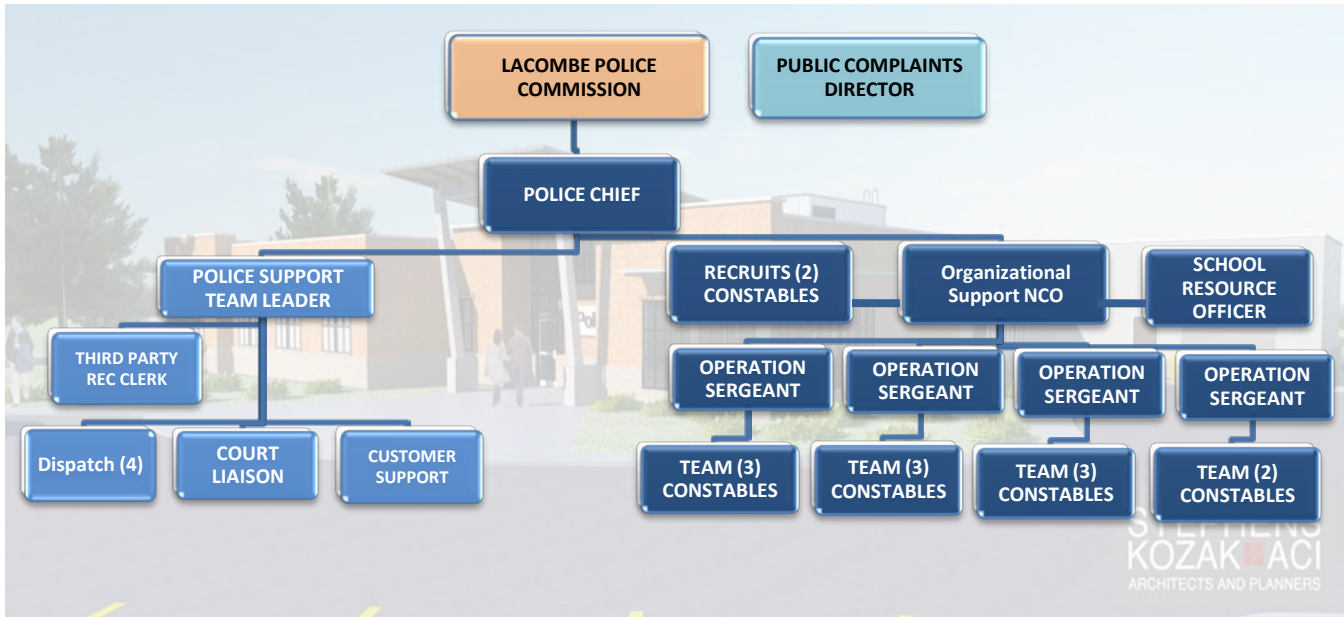 LACOMBE POLICE
COMMISSION
PUBLIC COMPLAINTS
DIRECTOR
POLICE CHIEF
POLICE SUPPORT
TEAM LEADER
RECRUITS (2)
CONSTABLES
Organizational
Support NCO
SCHOOL
RESOURCE
OFFICER
THIRD PARTY
REC CLERK
OPERATION
SERGEANT
OPERATION
SERGEANT
OPERATION
SERGEANT
OPERATION
SERGEANT
Dispatch (4)
COURT
LIAISON
CUSTOMER
SUPPORT
TEAM (3)
CONSTABLES
TEAM (3)
CONSTABLES
TEAM (3)
CONSTABLES
TEAM (2)
CONSTABLES
STEPHENS
KOZAK ACI
ARCHITECTS AND PLANNERS